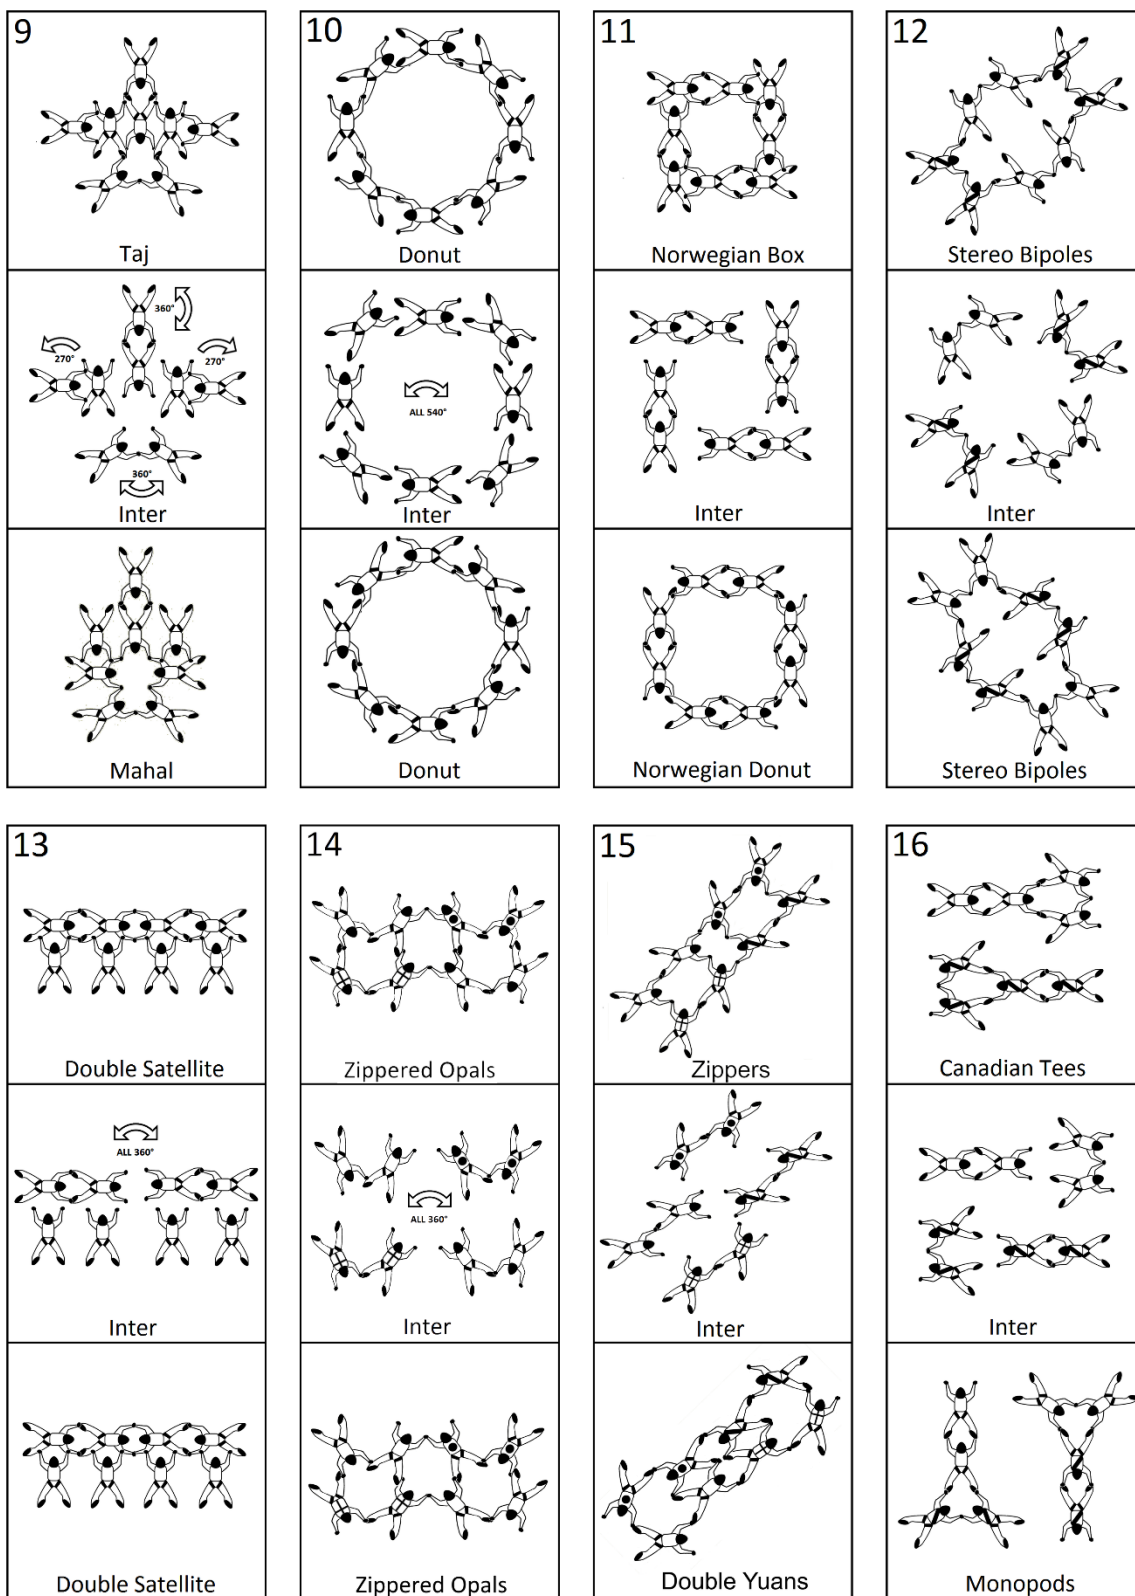 9
Taj
360°
270°
270°
360°
Inter
Mahal
10
Donut
ALL 540°
Inter
Donut
11
Norwegian Box
Inter
Norwegian Donut
12
Stereo Bipoles
Inter
Stereo Bipoles
13
Double Satellite
ALL 360°
Inter
Double Satellite
14
Zippered Opals
ALL 360°
Inter
Zippered Opals
15
Zippers
Inter
Double Yuans
16
Canadian Tees
Inter
Monopods